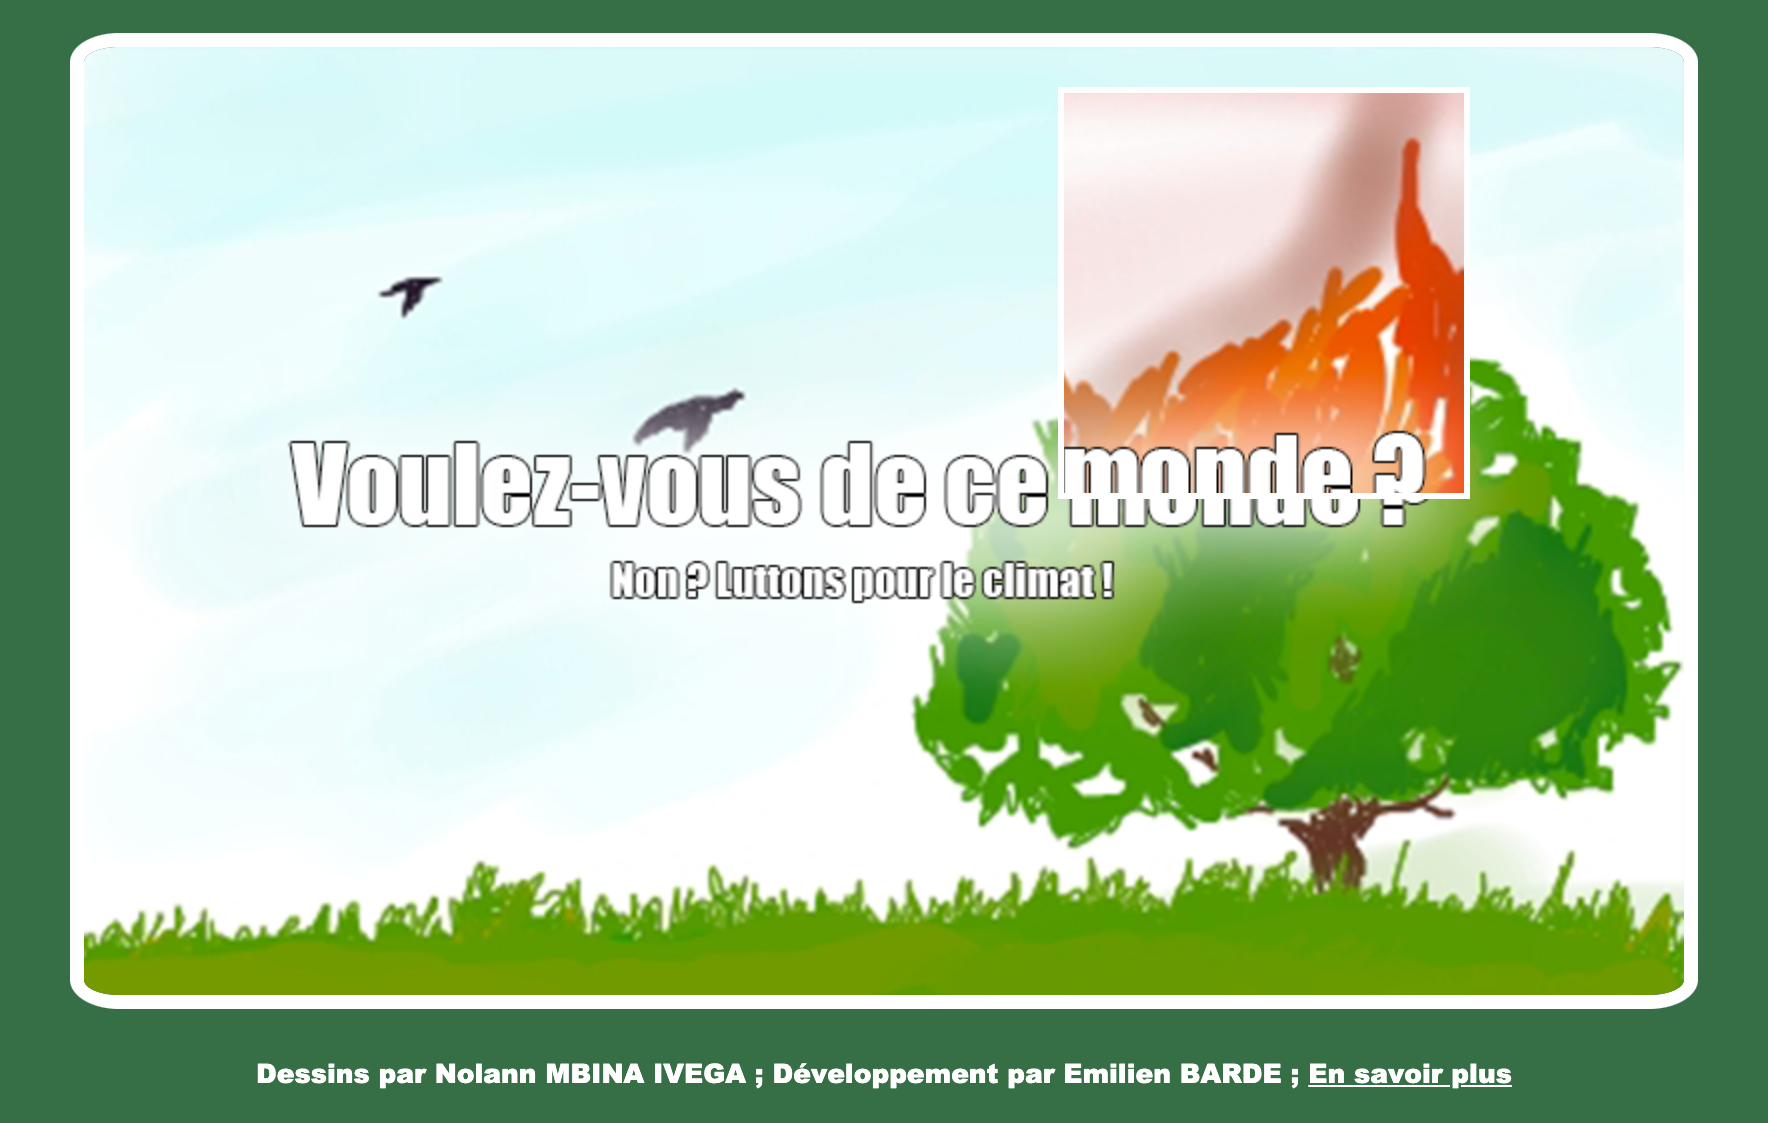 Voulez-vous de ce monde ?
Non ? Luttons pour le climat !
Dessins par Nolann MBINA IVEGA ; Développement par Emilien BARDE ; En savoir plus